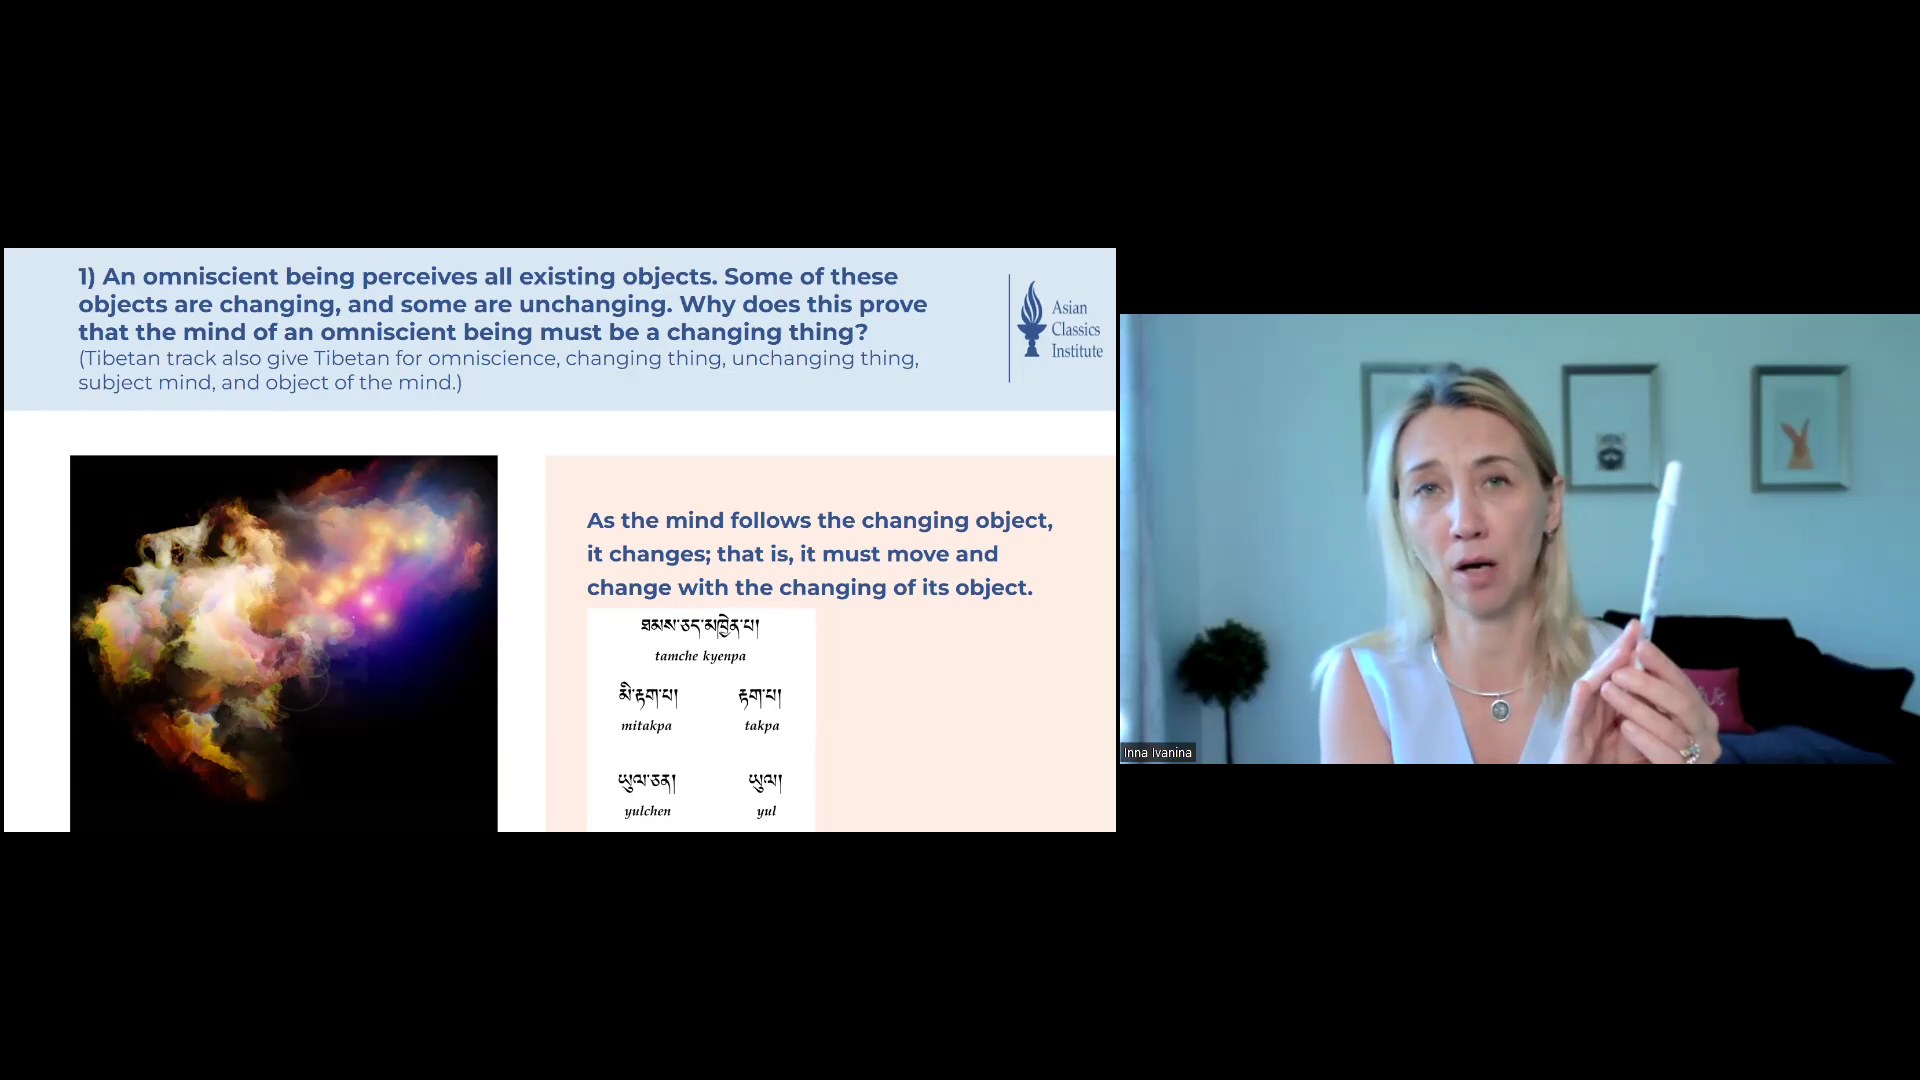 1) An omniscient being perceives all existing objects. Some of these
objects are changing, and some are unchanging. Why does this prove
that the mind of an omniscient being must be a changing thing?
(Tibetan track also give Tibetan for omniscience, changing thing, unchanging thing,
subject mind, and object of the mind.)
Asian
Classics
Institute
As the mind follows the changing object,
it changes; that is, it must move and
change with the changing of its object.
ཐམས་ཅད་མཁྱེན་པ།
tamche kyenpa
མི་རྟག་པ། རྟག་པ།
mitakpa takpa
ཡུལ་ཅན། ཡུལ།
yulchen yul
Inna Ivanina